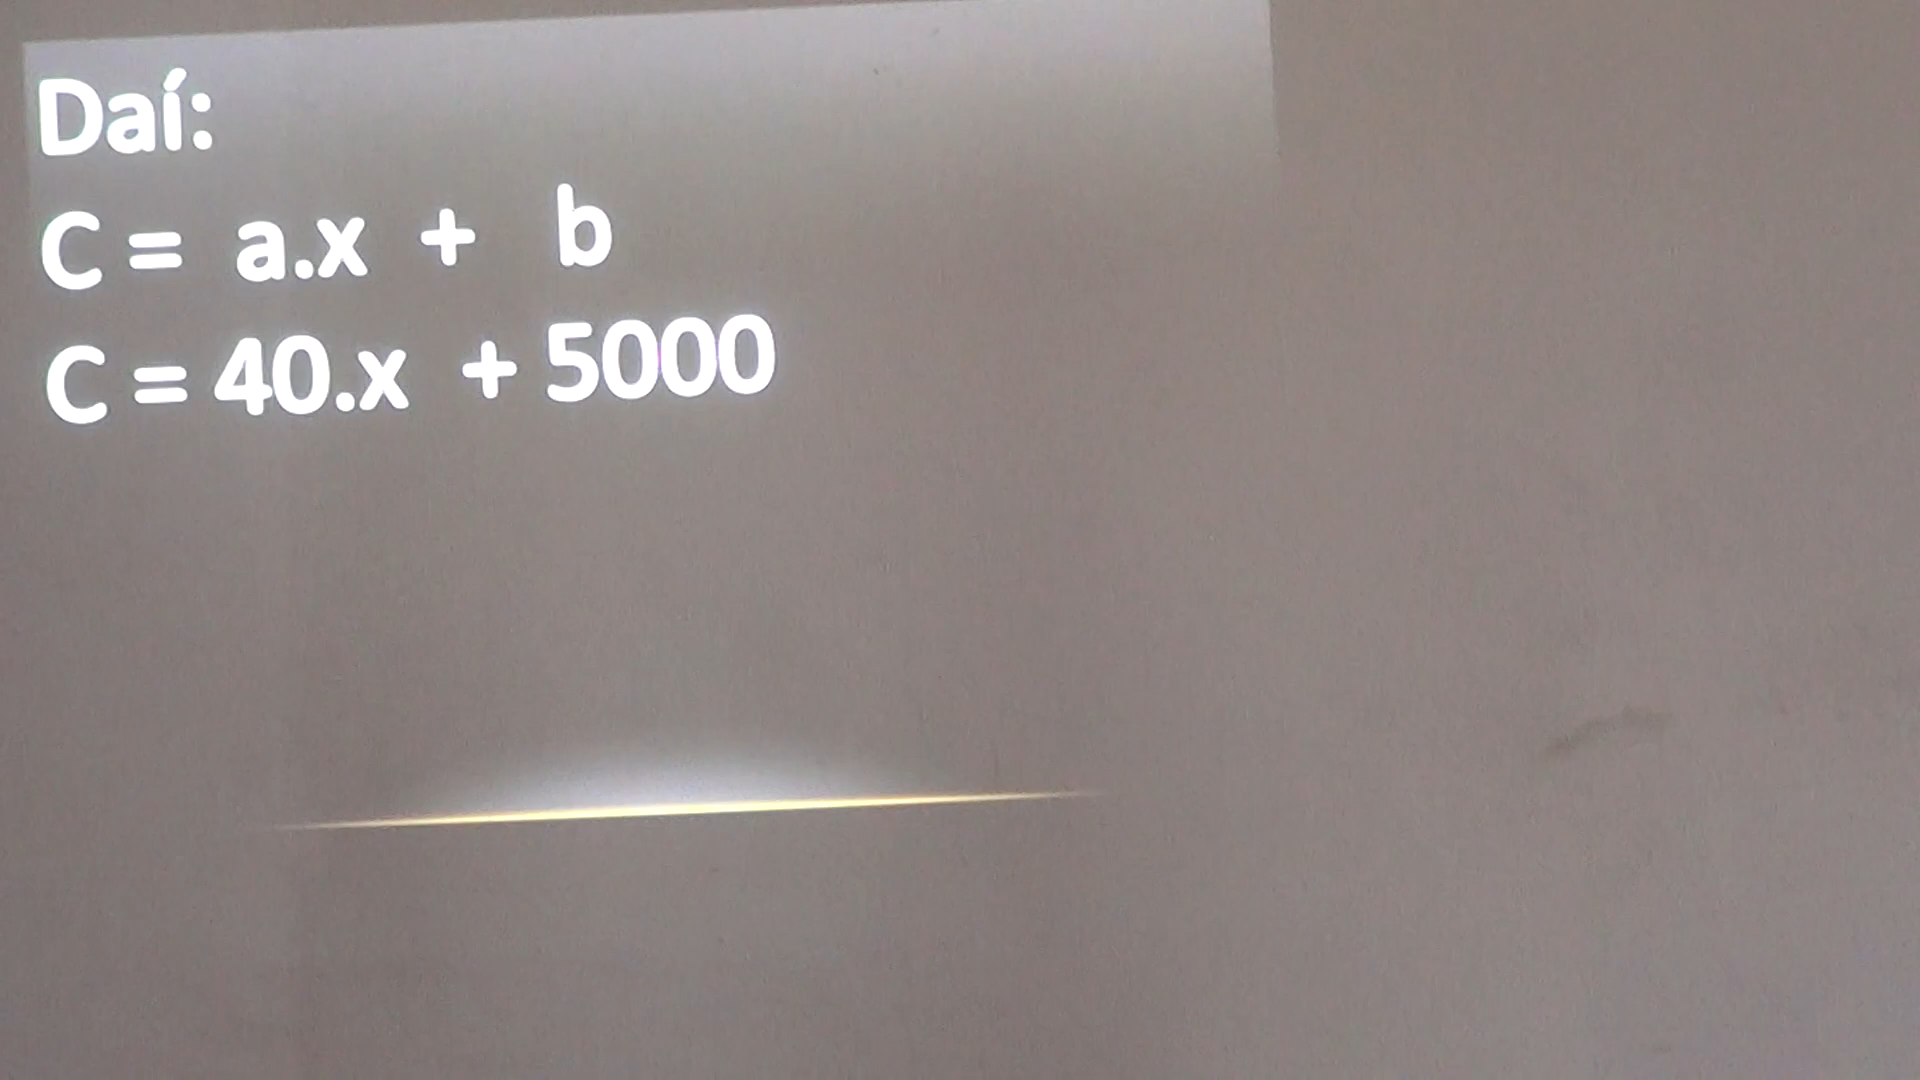 Daí:
C = a.x + b
C = 40.x + 5000